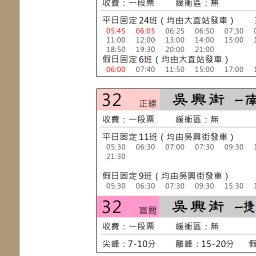 收費：一段票 緩衝區：無
平日固定24班（均由大直站發車）
05:45 06:05 06:25 06:50 07:30
11:00 12:00 13:00 14:00 15:00
18:50 19:30 20:00 21:00
假日固定6班（均由大直站發車）
06:00 07:40 11:50 15:00 17:00
32 正線 吳興街
收費：一段票 緩衝區：無
平日固定11班（均由吳興街發車）
05:30 06:30 07:00 07:30 09:30
21:30
假日固定9班（均由吳興街發車）
05:30 06:30 07:30 09:30 15:30
32 區間 吳興街 -捷
收費：一段票 緩衝區：無
尖峰：7-10分 離峰：15-20分